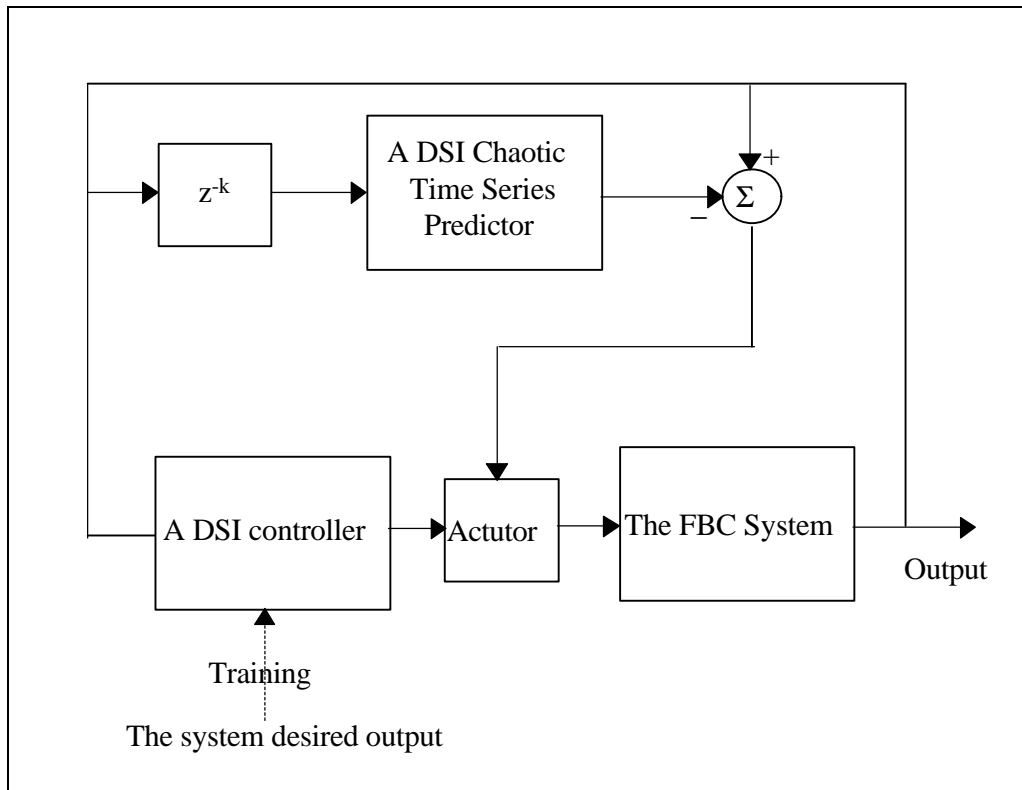 A DSI Chaotic
Time Series
Predictor
z-k
+
Σ
–
A DSI controller
Actutor
The FBC System
Output
Training
The system desired output